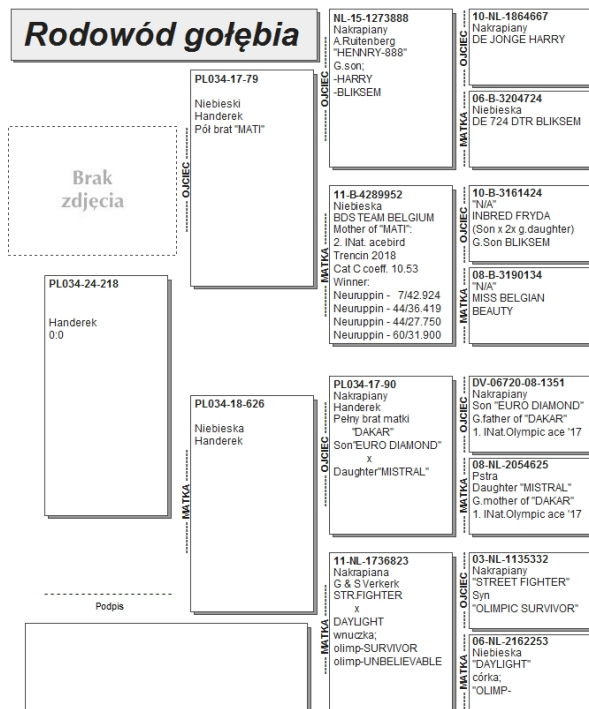 Rodowód gołębia
Brak
zdjęcia
PL034-24-218
Handerek
0:0
Podpis
OJCIEC
PL034-17-79
Niebieski
Handerek
Pół brat "MATI"
MATKA
PL034-18-626
Niebieska
Handerek
OJCIEC
NL-15-1273888
Nakrapiany
A.Ruitenberg
"HENNRY-888"
G.son;
-HARRY
-BLIKSEM
MATKA
11-B-4289952
Niebieska
BDS TEAM BELGIUM
Mother of "MATI":
2. INat. acebird
Trencin 2018
Cat C coeff. 10.53
Winner:
Neuruppin - 7/42.924
Neuruppin - 44/36.419
Neuruppin - 44/27.750
Neuruppin - 60/31.900
OJCIEC
PL034-17-90
Nakrapiany
Handerek
Pełny brat matki
"DAKAR"
Son"EURO DIAMOND"
x
Daughter"MISTRAL"
MATKA
11-NL-1736823
Nakrapiana
G & S Verkerk
STR.FIGHTER
x
DAYLIGHT
wnuczka;
olimp-SURVIVOR
olimp-UNBELIEVABLE
OJCIEC
10-NL-1864667
Nakrapiany
DE JONGE HARRY
MATKA
06-B-3204724
Niebieska
DE 724 DTR BLIKSEM
OJCIEC
10-B-3161424
"N/A"
INBRED FRYDA
(Son x 2x g.daughter)
G.Son BLIKSEM
MATKA
08-B-3190134
"N/A"
MISS BELGIAN
BEAUTY
OJCIEC
DV-06720-08-1351
Nakrapiany
Son "EURO DIAMOND"
G.father of "DAKAR"
1. INat.Olympic ace '17
MATKA
08-NL-2054625
Pstra
Daughter "MISTRAL"
G.mother of "DAKAR"
1. INat.Olympic ace '17
OJCIEC
03-NL-1135332
Nakrapiany
"STREET FIGHTER"
Syn
"OLIMPIC SURVIVOR"
MATKA
06-NL-2162253
Niebieska
"DAYLIGHT"
córka;
"OLIMP-